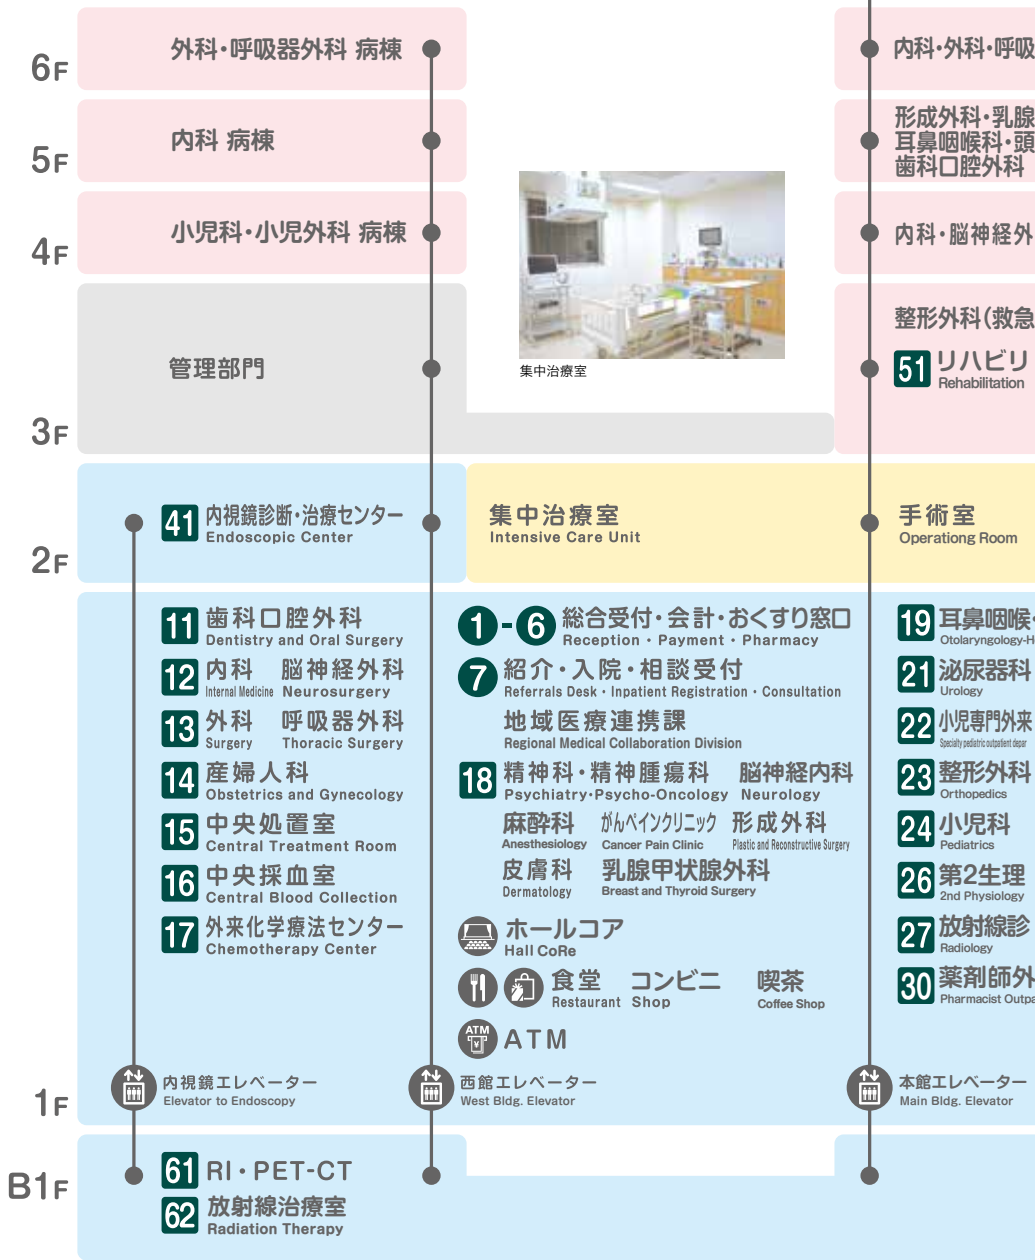 6F
外科・呼吸器外科 病棟
内科・外科・呼吸
5F
内科 病棟
形成外科・乳腺
耳鼻咽喉科・頭
歯科口腔外科
4F
小児科・小児外科 病棟
内科・脳神経外
集中治療室
3F
管理部門
整形外科(救急
51 リハビリ
Rehabilitation
2F
41 内視鏡診断・治療センター
Endoscopic Center
集中治療室
Intensive Care Unit
手術室
Operationg Room
1F
11 歯科口腔外科
Dentistry and Oral Surgery
12 内科 脳神経外科
Internal Medicine Neurosurgery
13 外科 呼吸器外科
Surgery Thoracic Surgery
14 産婦人科
Obstetrics and Gynecology
15 中央処置室
Central Treatment Room
16 中央採血室
Central Blood Collection
17 外来化学療法センター
Chemotherapy Center
1-6 総合受付・会計・おくすり窓口
Reception・Payment・Pharmacy
7 紹介・入院・相談受付
Referrals Desk・Inpatient Registration・Consultation
地域医療連携課
Regional Medical Collaboration Division
18 精神科・精神腫瘍科 脳神経内科
Psychiatry・Psycho-Oncology Neurology
麻酔科 がんペインクリニック 形成外科
Anesthesiology Cancer Pain Clinic Plastic and Reconstructive Surgery
皮膚科 乳腺甲状腺外科
Dermatology Breast and Thyroid Surgery
ホールコア
Hall CoRe
食堂 コンビニ 喫茶
Restaurant Shop Coffee Shop
ATM
¥
ATM
19 耳鼻咽喉・
Otolaryngology-H
21 泌尿器科
Urology
22 小児専門外来
Specialty pediatric outpatient depar
23 整形外科
Orthopedics
24 小児科
Pediatrics
26 第2生理
2nd Physiology
27 放射線診
Radiology
30 薬剤師外
Pharmacist Outpa
内視鏡エレベーター
Elevator to Endoscopy
西館エレベーター
West Bldg. Elevator
本館エレベーター
Main Bldg. Elevator
B1F
61 RI・PET-CT
62 放射線治療室
Radiation Therapy